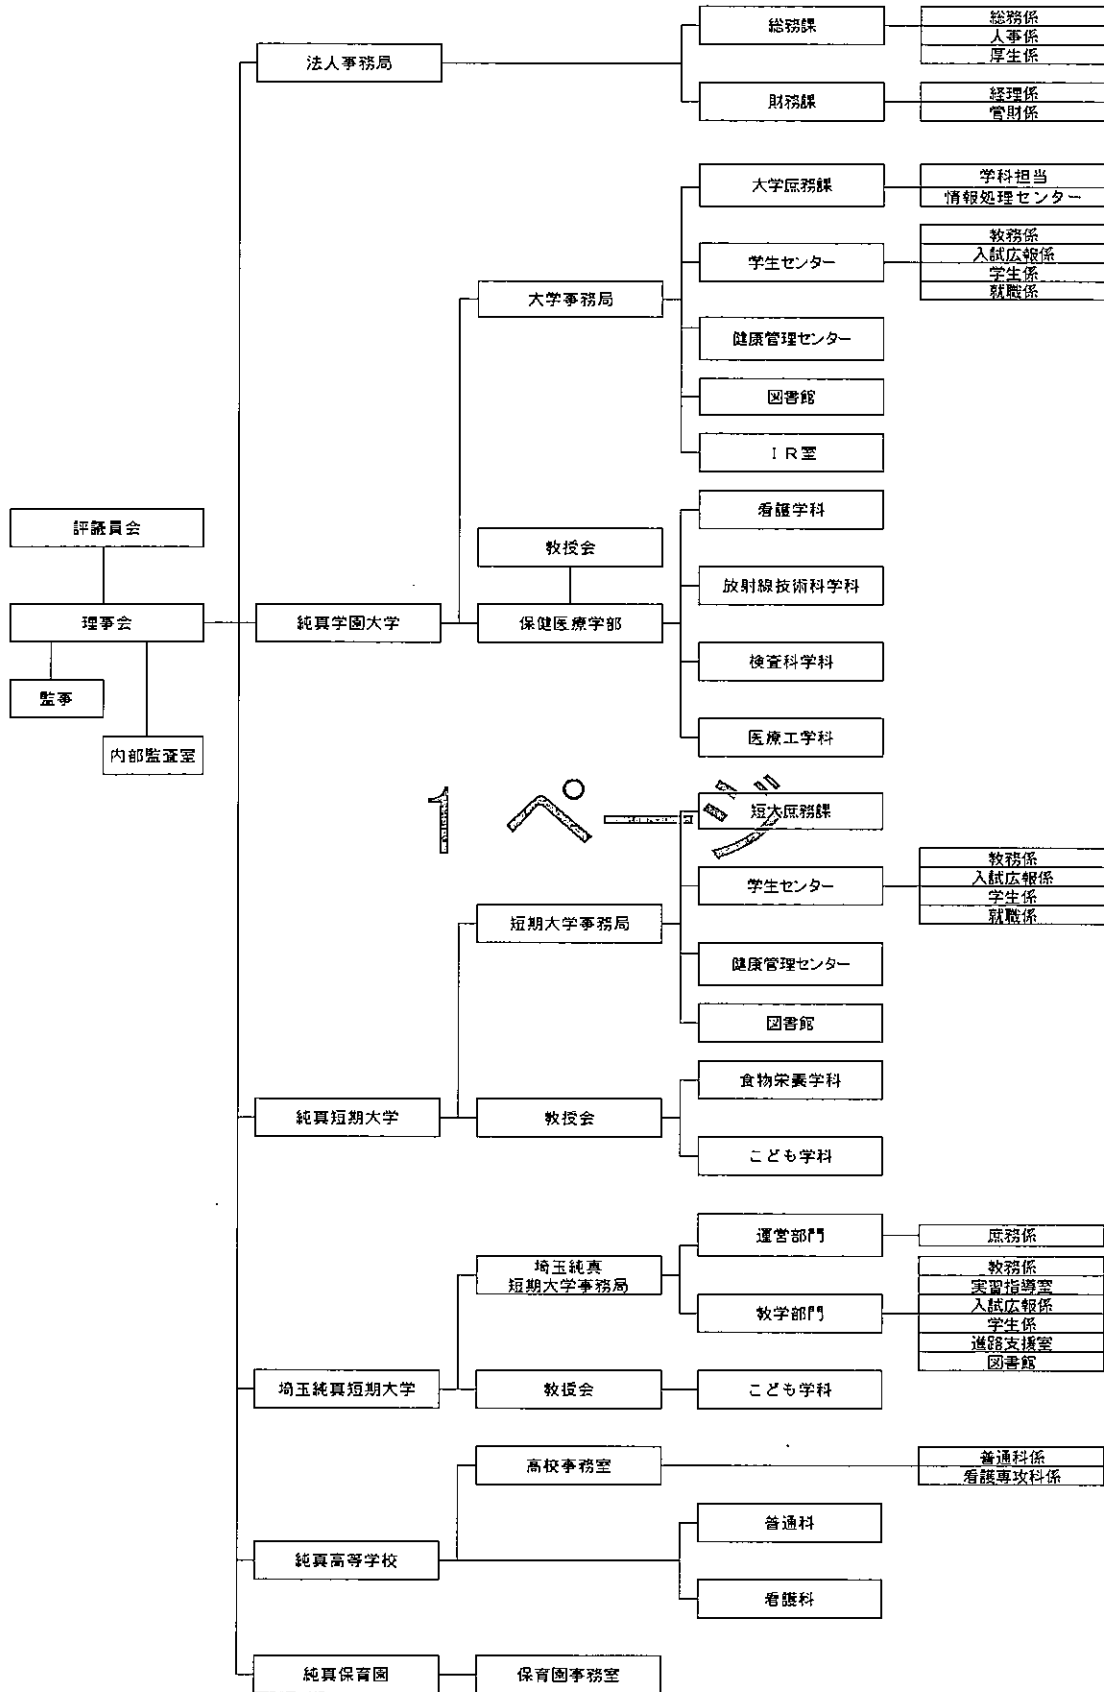 評議員会
理事会
監事
内部監査室
法人事務局
総務課
総務係
人事係
厚生係
財務課
経理係
管財係
純真学園大学
大学事務局
大学庶務課
学科担当
情報処理センター
学生センター
教務係
入試広報係
学生係
就職係
健康管理センター
図書館
IR室
教授会
保健医療学部
看護学科
放射線技術科学科
検査科学科
医療工学科
1 ページ
純真短期大学
短期大学事務局
短大庶務課
学生センター
教務係
入試広報係
学生係
就職係
健康管理センター
図書館
教授会
食物栄養学科
こども学科
埼玉純真短期大学
埼玉純真
短期大学事務局
運営部門
庶務係
教学部門
教務係
実習指導室
入試広報係
学生係
進路支援室
図書館
教授会
こども学科
純真高等学校
高校事務室
普通科係
看護専攻科係
普通科
看護科
純真保育園
保育園事務室